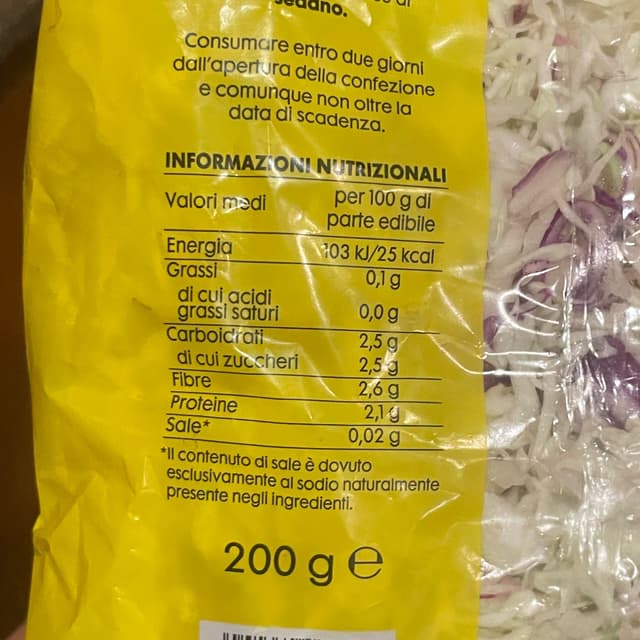 sedano.
Consumare entro due giorni
dall'apertura della confezione
e comunque non oltre la
data di scadenza.
INFORMAZIONI NUTRIZIONALI
Valori medi per 100 g di
parte edibile
Energia 103 kJ/25 kcal
Grassi 0,1 g
di cui acidi
grassi saturi 0,0 g
Carboidrati 2,5 g
di cui zuccheri 2,5 g
Fibre 2,6 g
Proteine 2,1 g
Sale* 0,02 g
*Il contenuto di sale è dovuto
esclusivamente al sodio naturalmente
presente negli ingredienti.
200 g ℮